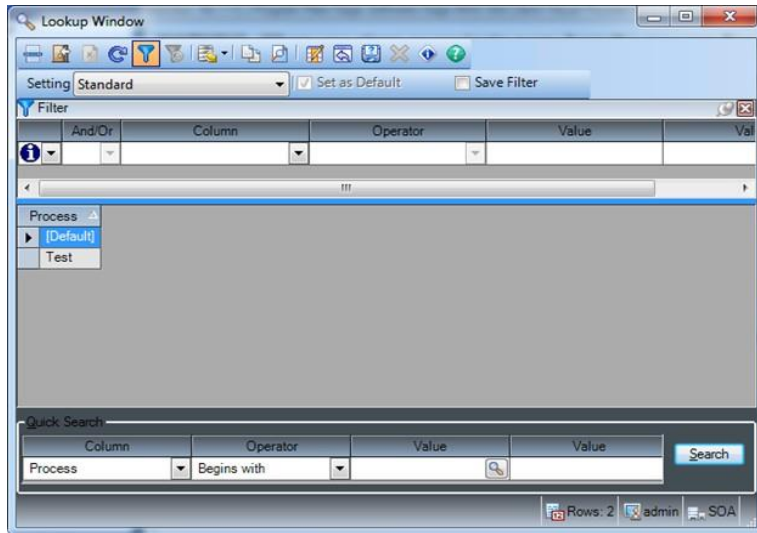 Lookup Window
Setting Standard Set as Default Save Filter
Filter
And/Or Column Operator Value Val
Process
[Default]
Test
Quick Search
Column Operator Value Value
Process Begins with Search
Rows: 2 admin SOA